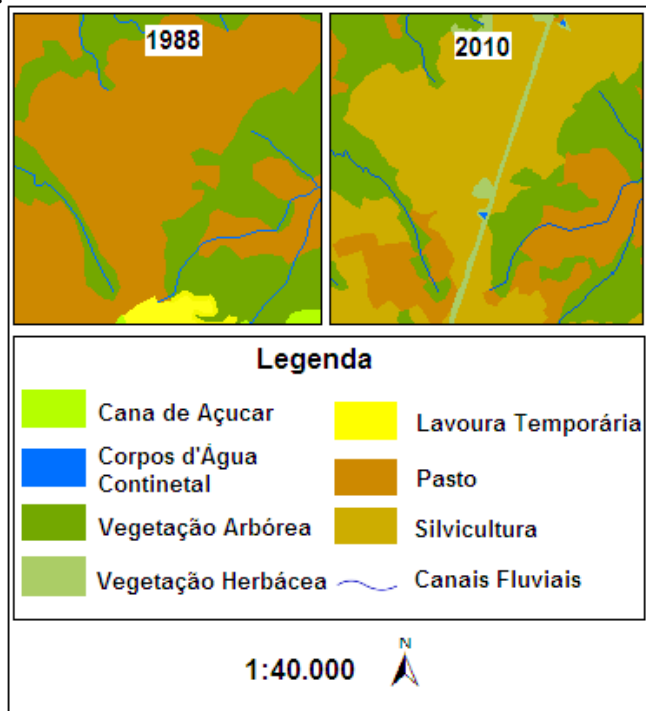 1988
2010
Legenda
Cana de Açucar
Corpos d'Água
Continetal
Vegetação Arbórea
Vegetação Herbácea
Lavoura Temporária
Pasto
Silvicultura
Canais Fluviais
1:40.000
N